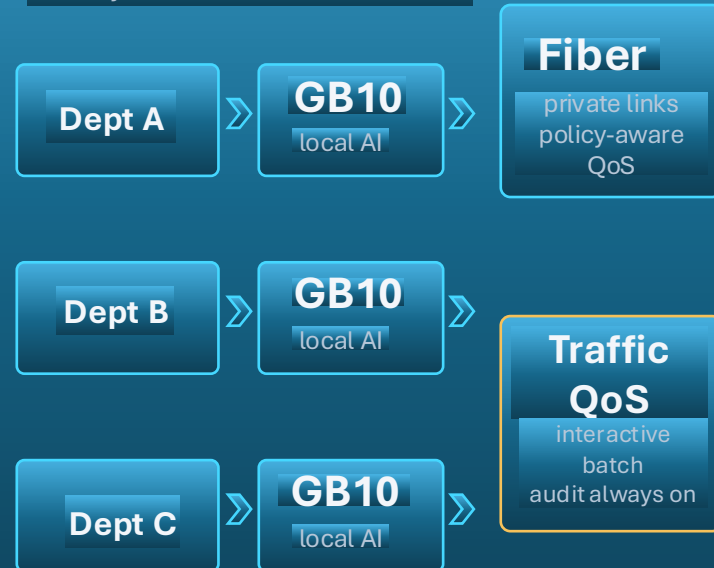 Dept A
GB10
local AI
Fiber
private links
policy-aware
QoS
Dept B
GB10
local AI
Traffic
QoS
interactive
batch
audit always on
Dept C
GB10
local AI